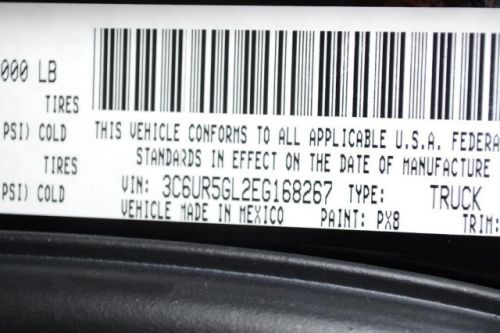 000 LB
TIRES
PSI) COLD THIS VEHICLE CONFORMS TO ALL APPLICABLE U.S.A. FEDERA
STANDARDS IN EFFECT ON THE DATE OF MANUFACTURE
TIRES
PSI) COLD VIN: 3C6UR5GL2EG168267 TYPE: TRUCK
VEHICLE MADE IN MEXICO PAINT: PX8 TRIM: